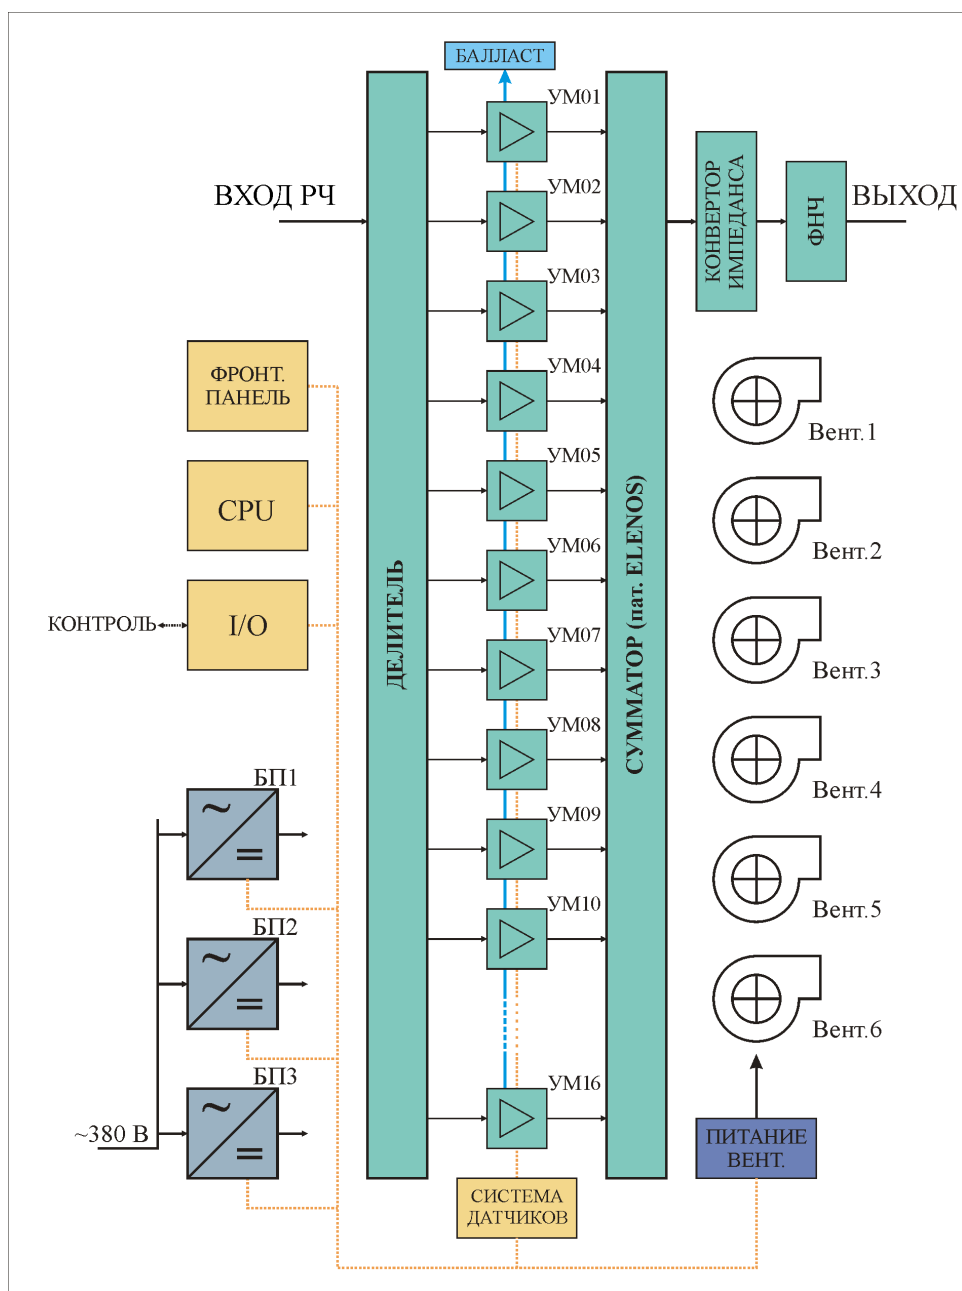 БАЛЛАСТ
УМ01
ВХОД РЧ
УМ02
КОНВЕРТОР
ИМПЕДАНСА
ФНЧ
ВЫХОД
УМ03
ФРОНТ.
ПАНЕЛЬ
УМ04
Вент.1
CPU
УМ05
Вент.2
ДЕЛИТЕЛЬ
СУММАТОР (пат. ELENOS)
УМ06
КОНТРОЛЬ
I/O
УМ07
Вент.3
УМ08
Вент.4
БП1
~
=
УМ09
Вент.5
БП2
~
=
УМ10
Вент.6
БП3
~
=
~380 В
УМ16
ПИТАНИЕ
ВЕНТ.
СИСТЕМА
ДАТЧИКОВ